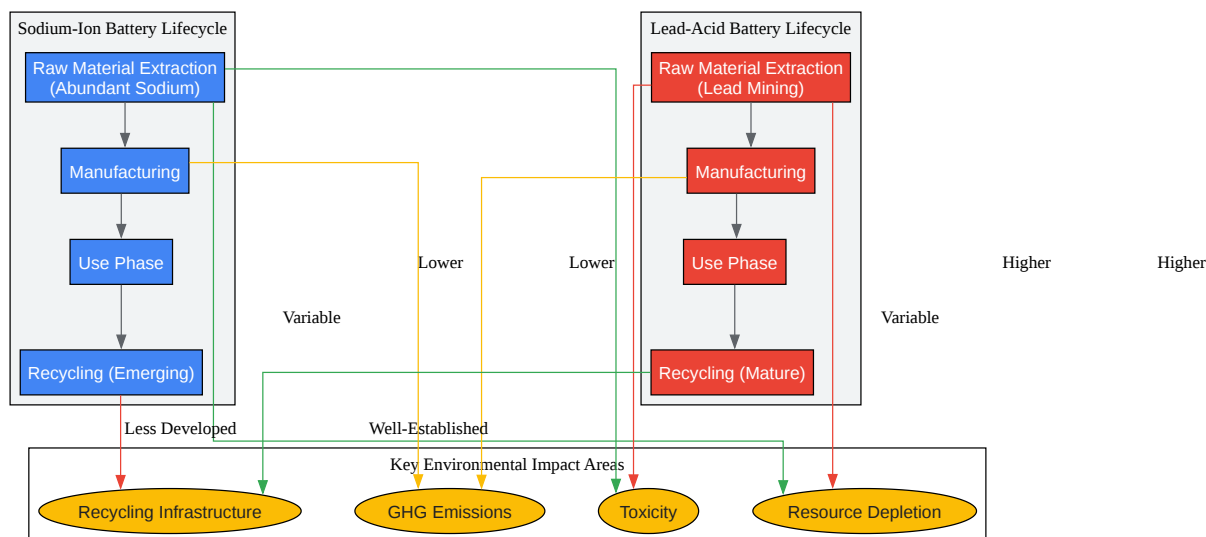 Sodium-Ion Battery Lifecycle
Raw Material Extraction
(Abundant Sodium)
Manufacturing
Use Phase
Recycling (Emerging)
Lead-Acid Battery Lifecycle
Raw Material Extraction
(Lead Mining)
Manufacturing
Use Phase
Recycling (Mature)
Lower
Lower
Higher
Higher
Variable
Variable
Less Developed
Well-Established
Key Environmental Impact Areas
Recycling Infrastructure
GHG Emissions
Toxicity
Resource Depletion